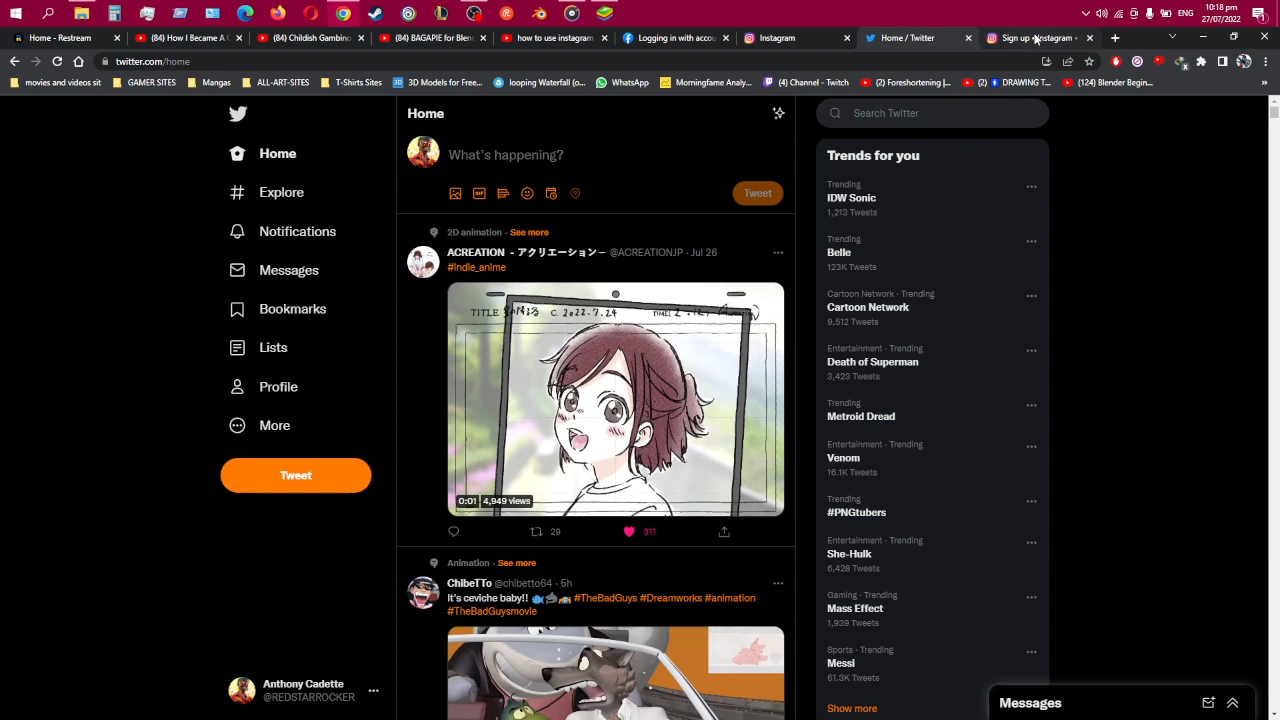 10:18 pm
ENG
27/07/2022
1
Home - Restream
(84) How I Became A C
(84) Childish Gambino
(84) BAGAPIE for Blen
how to use instagram
Logging in with accou
Instagram
Home / Twitter
Sign up • Instagram
twitter.com/home
movies and videos sit
GAMER SITES
Mangas
ALL-ART-SITES
T-Shirts Sites
3D Models for Free...
looping Waterfall (o...
WhatsApp
Morningfame Analy...
(4) Channel - Twitch
(2) Foreshortening |...
(2) DRAWING T...
(124) Blender Begin...
Home
What's happening?
GIF
Tweet
Home
Explore
Notifications
Messages
Bookmarks
Lists
Profile
More
Tweet
Anthony Cadette
@REDSTARROCKER
2D animation · See more
ACREATION - アクリエーション— @ACREATIONJP · Jul 26
#indie_anime
TITLE
C. 2022.7.24
TIME
0:01
4,949 views
29
311
Animation · See more
ChibeTTo @chibetto64 · 5h
It's ceviche baby!! #TheBadGuys #Dreamworks #animation
#TheBadGuysmovie
Search Twitter
Trends for you
Trending
IDW Sonic
1,213 Tweets
Trending
Belle
123K Tweets
Cartoon Network · Trending
Cartoon Network
9,512 Tweets
Entertainment · Trending
Death of Superman
3,423 Tweets
Trending
Metroid Dread
Entertainment · Trending
Venom
16.1K Tweets
Trending
#PNGtubers
Entertainment · Trending
She-Hulk
6,428 Tweets
Gaming · Trending
Mass Effect
1,939 Tweets
Sports · Trending
Messi
61.3K Tweets
Show more
Messages